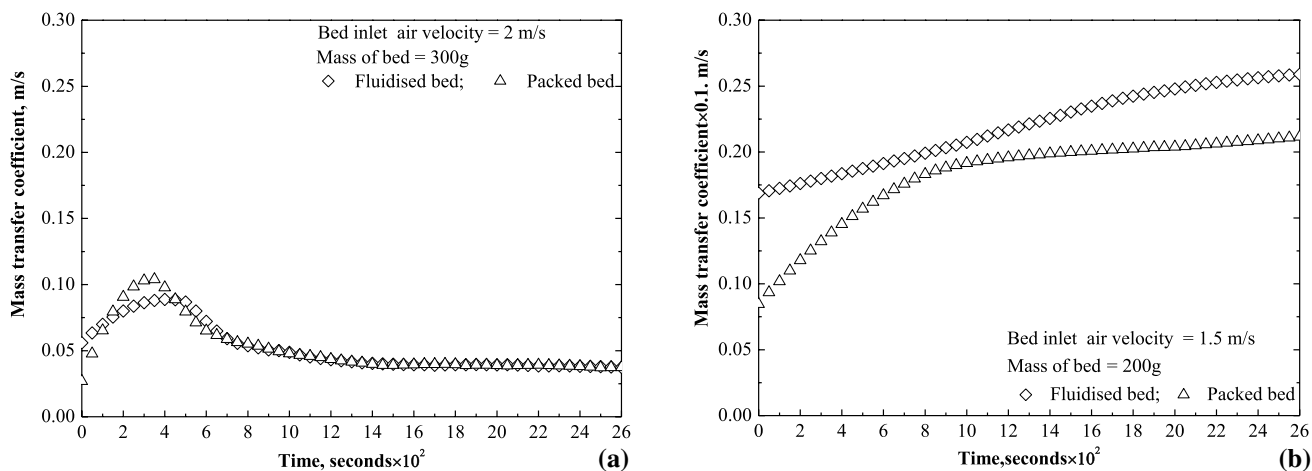 0.30
0.25
0.20
0.15
0.10
0.05
0.00
Mass transfer coefficient, m/s
Bed inlet air velocity = 2 m/s
Mass of bed = 300g
◇ Fluidised bed; △ Packed bed
0 2 4 6 8 10 12 14 16 18 20 22 24 26
Time, seconds×10²
(a)
0.30
0.25
0.20
0.15
0.10
0.05
0.00
Mass transfer coefficient×0.1. m/s
Bed inlet air velocity = 1.5 m/s
Mass of bed = 200g
◇ Fluidised bed; △ Packed bed
0 2 4 6 8 10 12 14 16 18 20 22 24 26
Time,seconds×10²
(b)